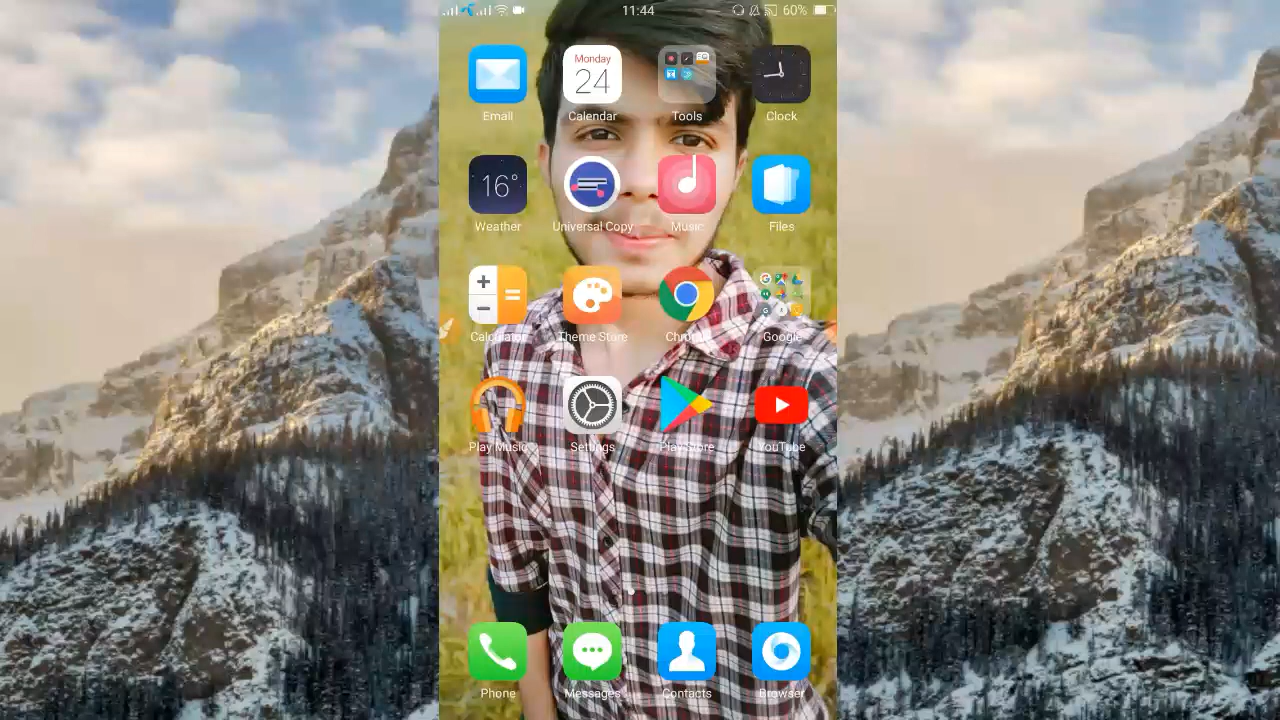 11:44 60%
Monday
24
Email Calendar Tools Clock
16°
Weather Universal Copy Music Files
Calculator Theme Store Chrome Google
Play Music Settings Play Store YouTube
Phone Messages Contacts Browser